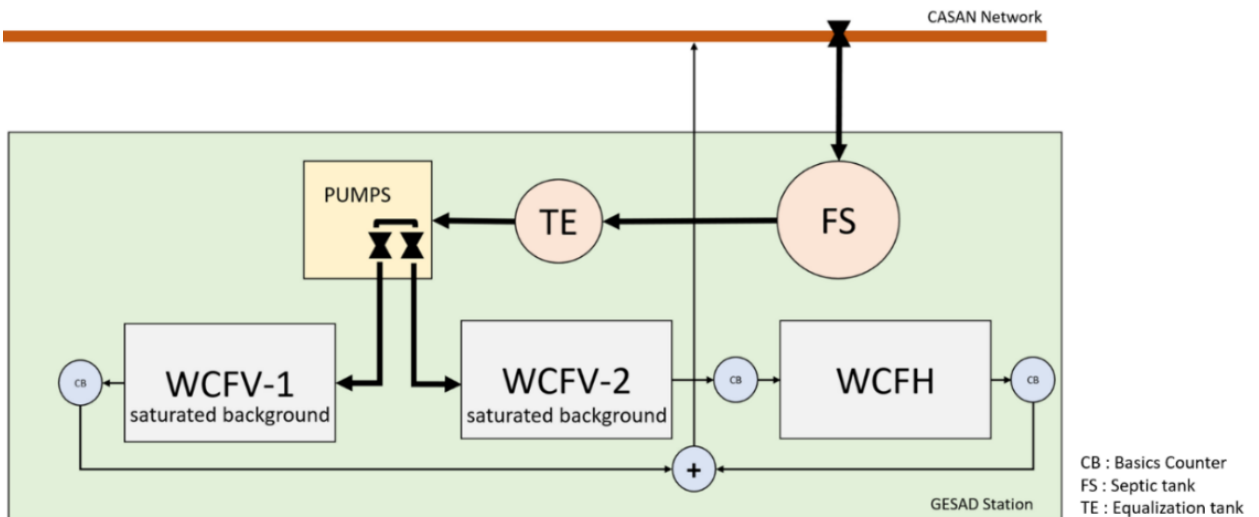 CASAN Network
PUMPS
TE
FS
WCFV-1
saturated background
WCFV-2
saturated background
WCFH
CB
CB
CB
+
GESAD Station
CB : Basics Counter
FS : Septic tank
TE : Equalization tank